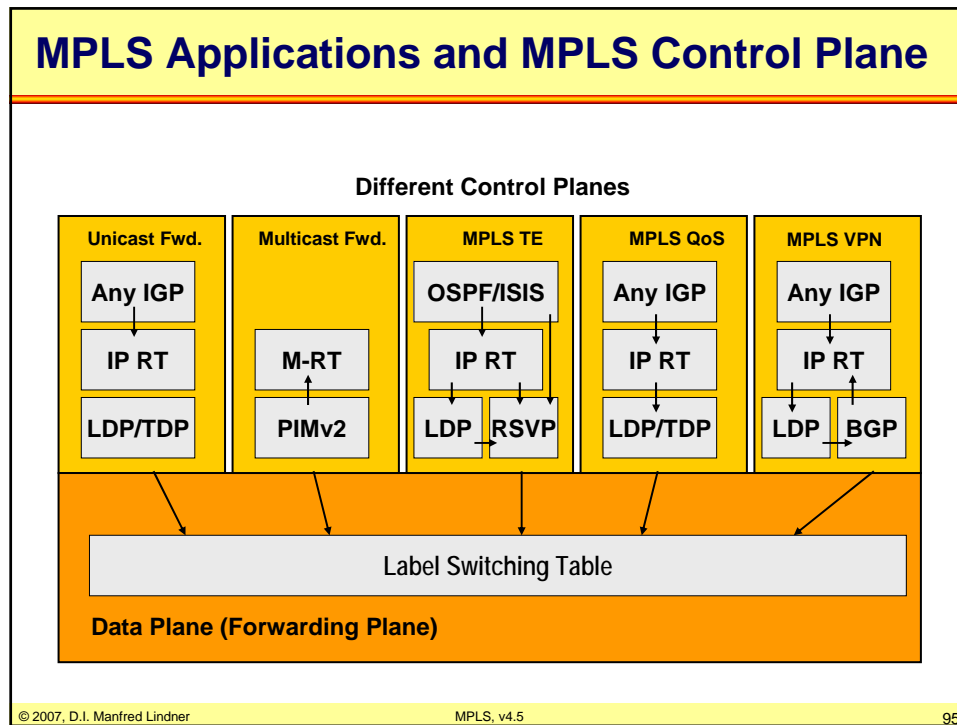 MPLS Applications and MPLS Control Plane
Different Control Planes
Unicast Fwd.
Any IGP
IP RT
LDP/TDP
Multicast Fwd.
M-RT
PIMv2
MPLS TE
OSPF/ISIS
IP RT
LDP
RSVP
MPLS QoS
Any IGP
IP RT
LDP/TDP
MPLS VPN
Any IGP
IP RT
LDP
BGP
Label Switching Table
Data Plane (Forwarding Plane)
© 2007, D.I. Manfred Lindner
MPLS, v4.5
95